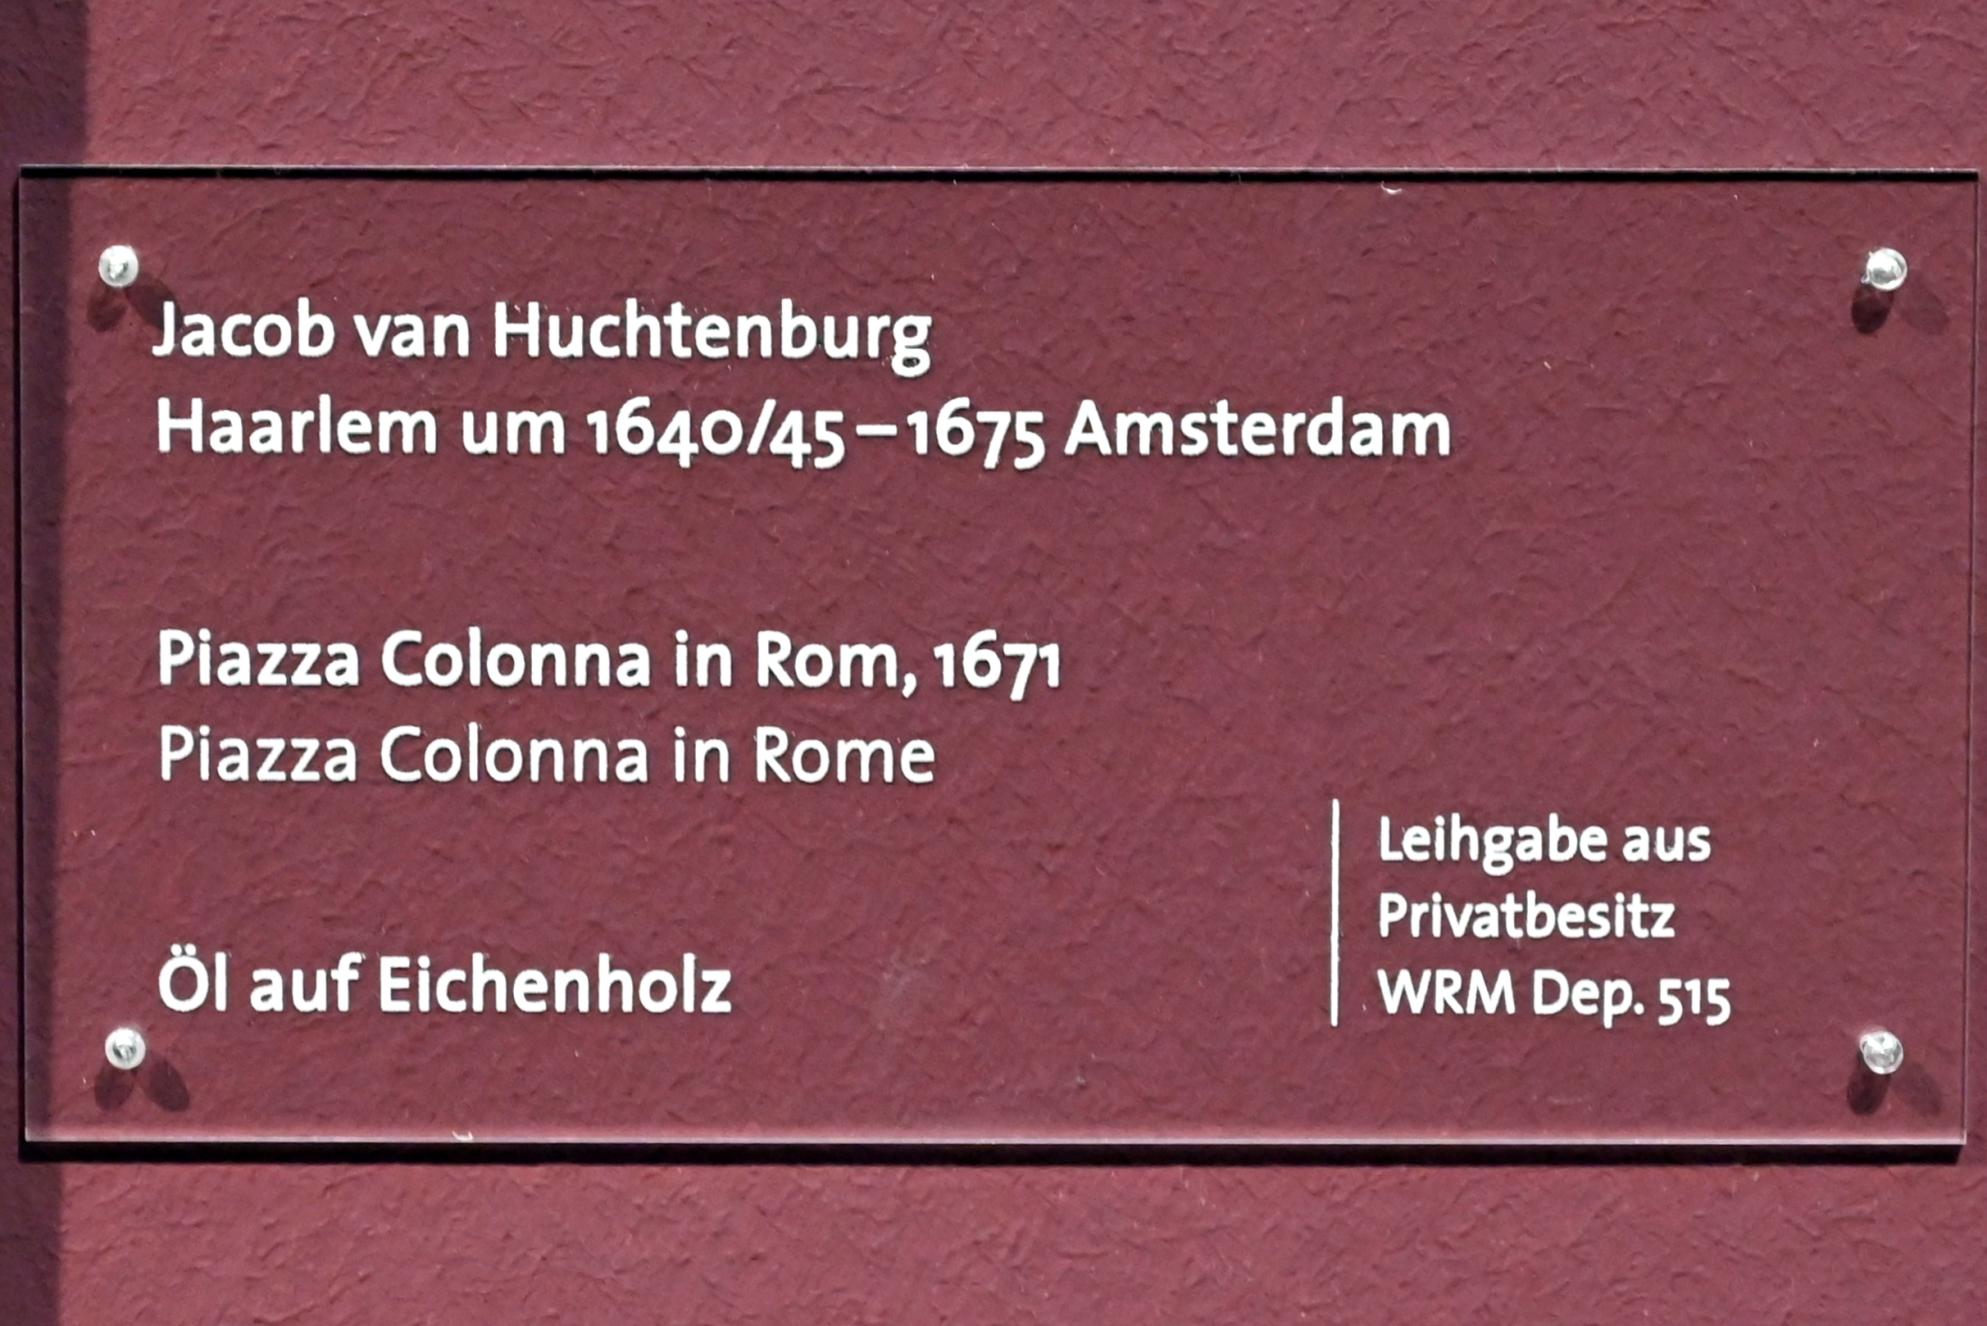 Jacob van Huchtenburg
Haarlem um 1640/45 – 1675 Amsterdam
Piazza Colonna in Rom, 1671
Piazza Colonna in Rome
Öl auf Eichenholz
Leihgabe aus
Privatbesitz
WRM Dep. 515